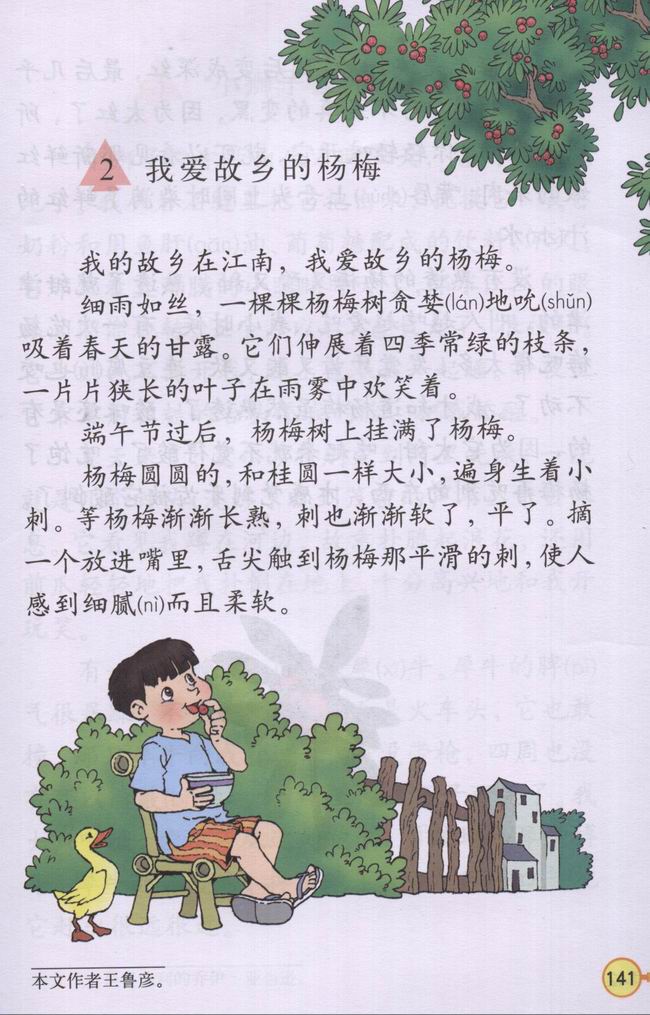 2 我爱故乡的杨梅
我的故乡在江南，我爱故乡的杨梅。
细雨如丝，一棵棵杨梅树贪婪(lán)地吮(shǔn)
吸着春天的甘露。它们伸展着四季常绿的枝条，
一片片狭长的叶子在雨雾中欢笑着。
端午节过后，杨梅树上挂满了杨梅。
杨梅圆圆的，和桂圆一样大小，遍身生着小
刺。等杨梅渐渐长熟，刺也渐渐软了，平了。摘
一个放进嘴里，舌尖触到杨梅那平滑的刺，使人
感到细腻(nì)而且柔软。
本文作者王鲁彦。
141